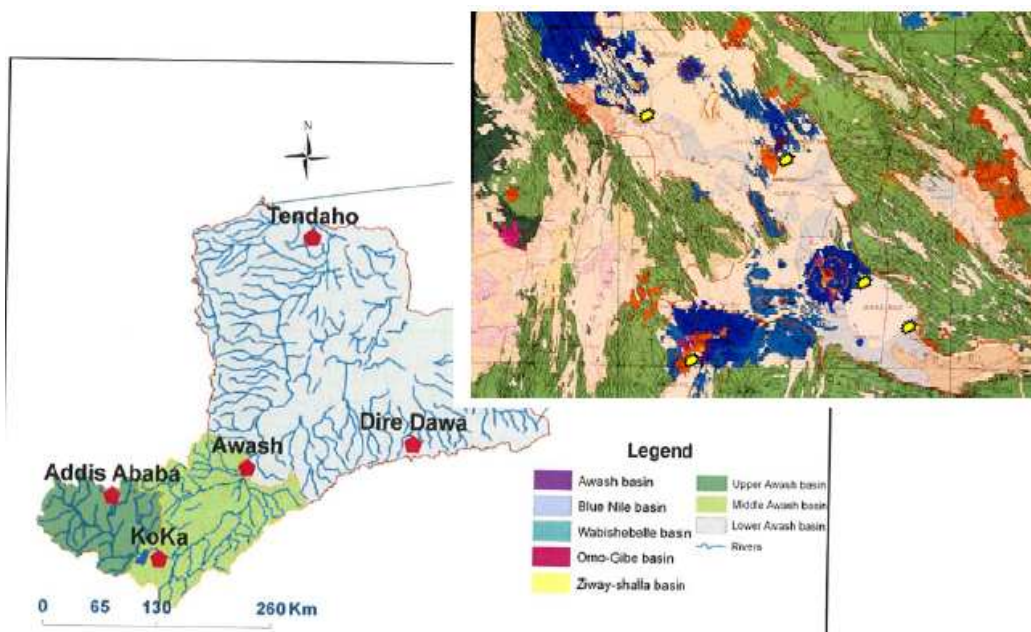 N
Tendaho
Dire Dawa
Awash
Addis Ababa
KoKa
0 65 130 260 Km
Legend
Awash basin
Blue Nile basin
Wabishebelle basin
Omo-Gibe basin
Ziway-shalla basin
Upper Awash basin
Middle Awash basin
Lower Awash basin
Rivers